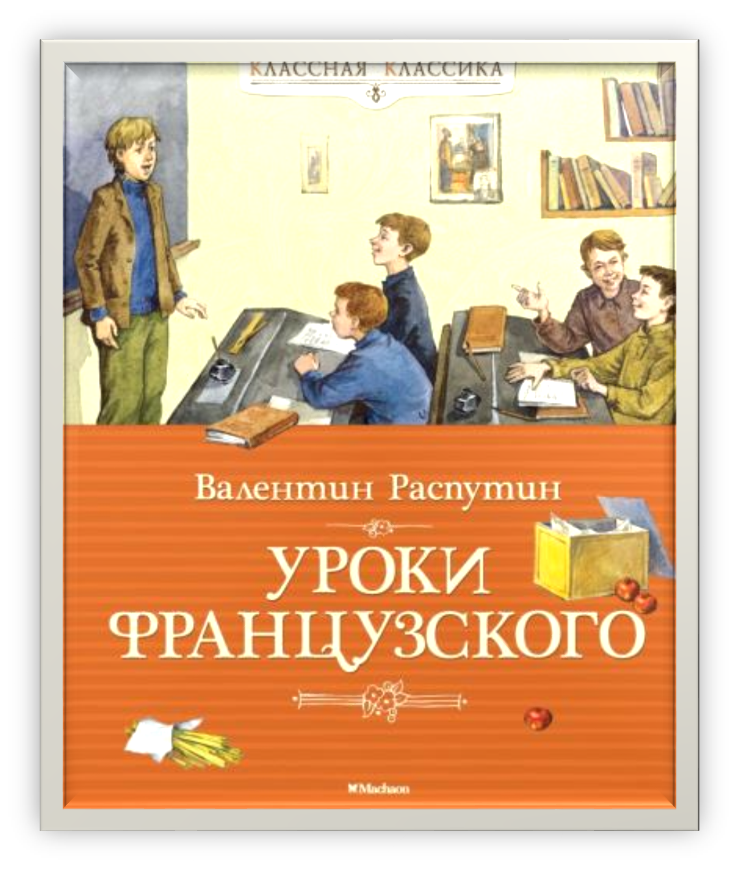 КЛАССНАЯ КЛАССИКА
Валентин Распутин
УРОКИ
ФРАНЦУЗСКОГО
Machaon